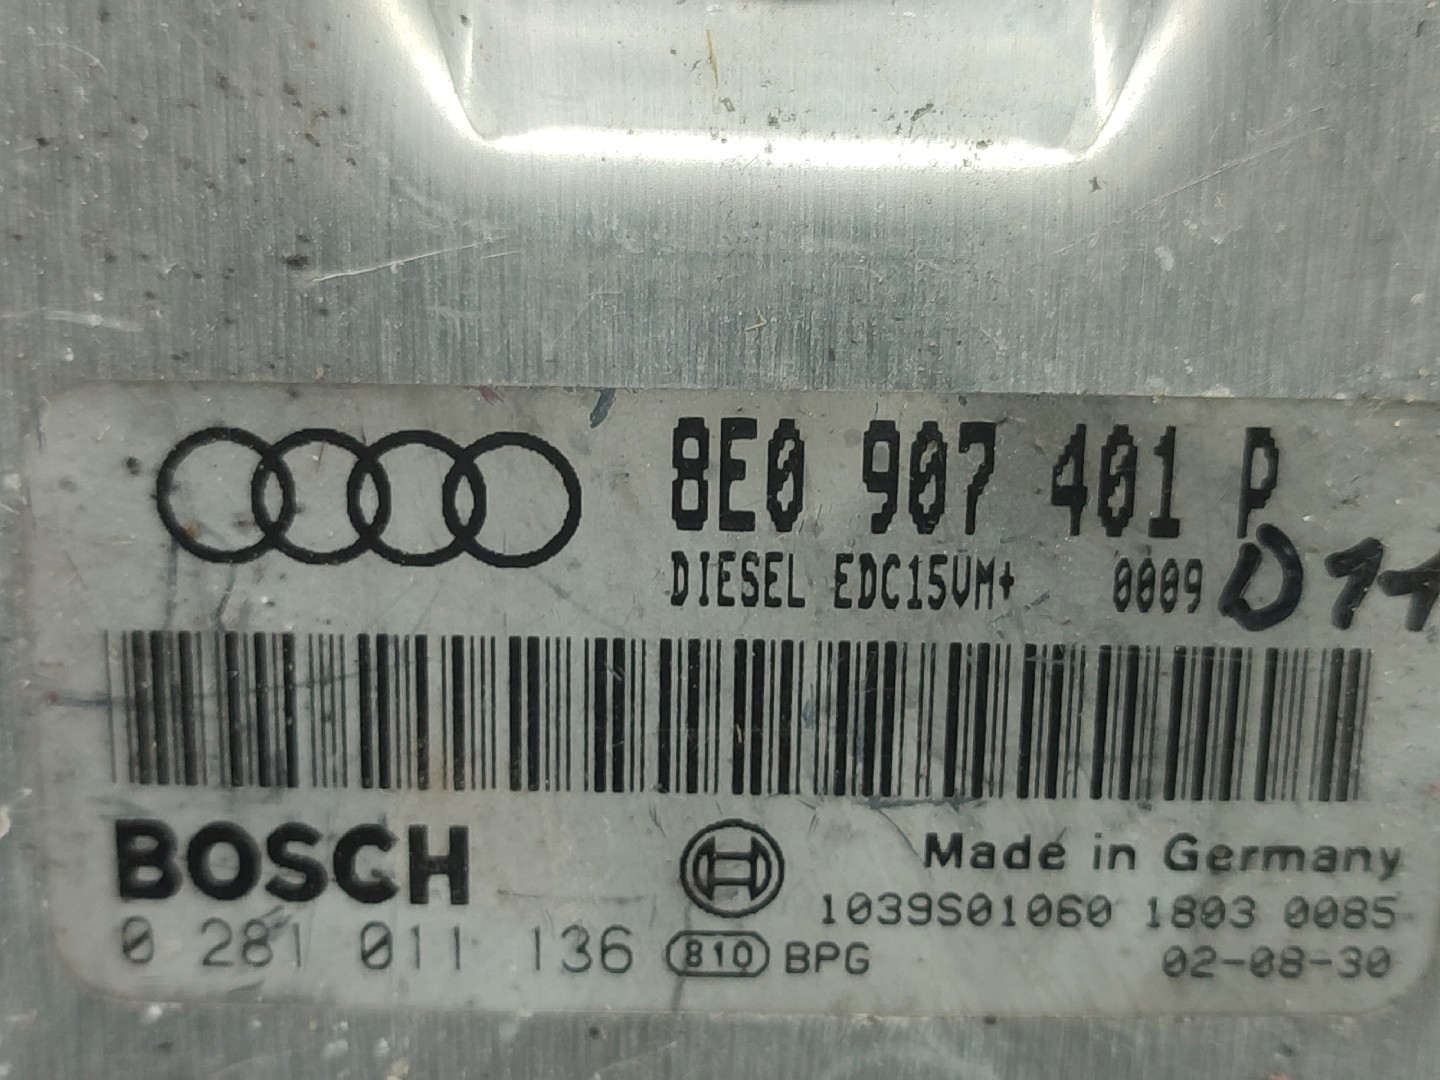 8E0 907 401 P
DIESEL EDC15VM+ 0009
D11
BOSCH
Made in Germany
1039S01060 1803 0085
0 281 011 136 810 BPG 02-08-30